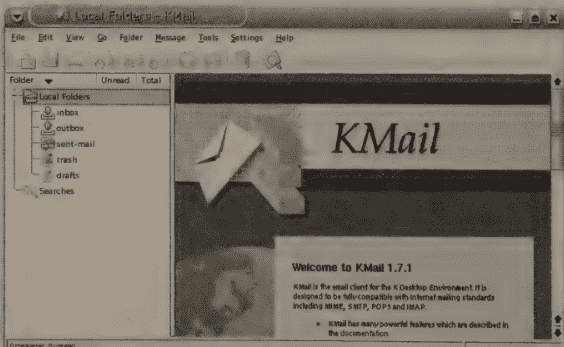 Local Folders - KMail
File Edit View Go Folder Message Tools Settings Help
Folder Unread Total
Local Folders
inbox
outbox
sent-mail
trash
drafts
Searches
KMail
Welcome to KMail 1.7.1
KMail is the email client for the K Desktop Environment. It is
designed to be fully compatible with Internet mailing standards
including MIME, SMTP, POP3 and IMAP.
• KMail has many powerful features which are described in
the documentation